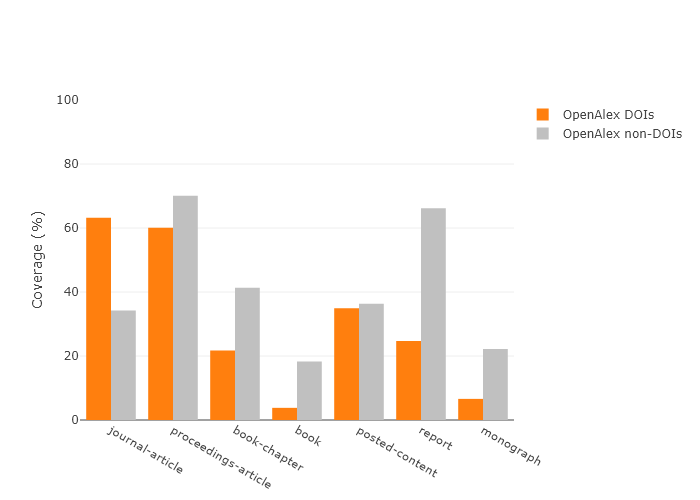 100
80
60
40
20
0
Coverage (%)
OpenAlex DOIs
OpenAlex non-DOIs
journal-article
proceedings-article
book-chapter
book
posted-content
report
monograph